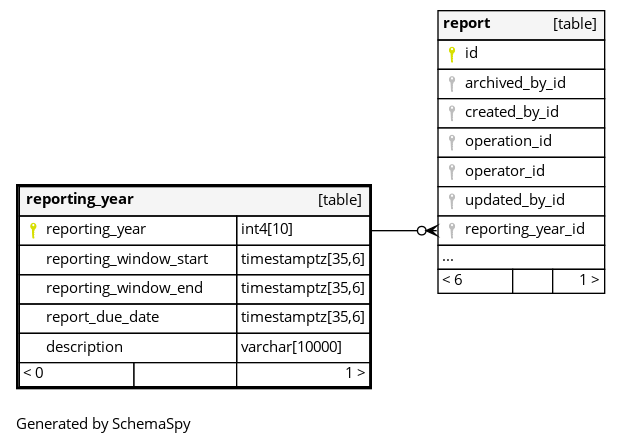 report [table]
id
archived_by_id
created_by_id
operation_id
operator_id
updated_by_id
reporting_year_id
...
< 6 1 >
reporting_year [table]
reporting_year int4[10]
reporting_window_start timestamptz[35,6]
reporting_window_end timestamptz[35,6]
report_due_date timestamptz[35,6]
description varchar[10000]
< 0 1 >
Generated by SchemaSpy